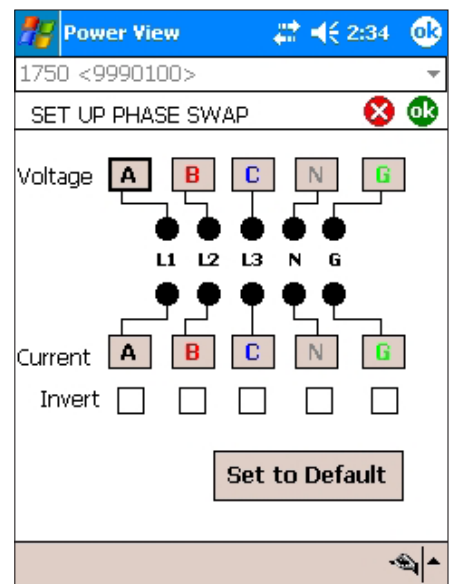 Power View 2:34 ok
1750 <9990100>
SET UP PHASE SWAP ok
Voltage A B C N G
L1 L2 L3 N G
Current A B C N G
Invert
Set to Default